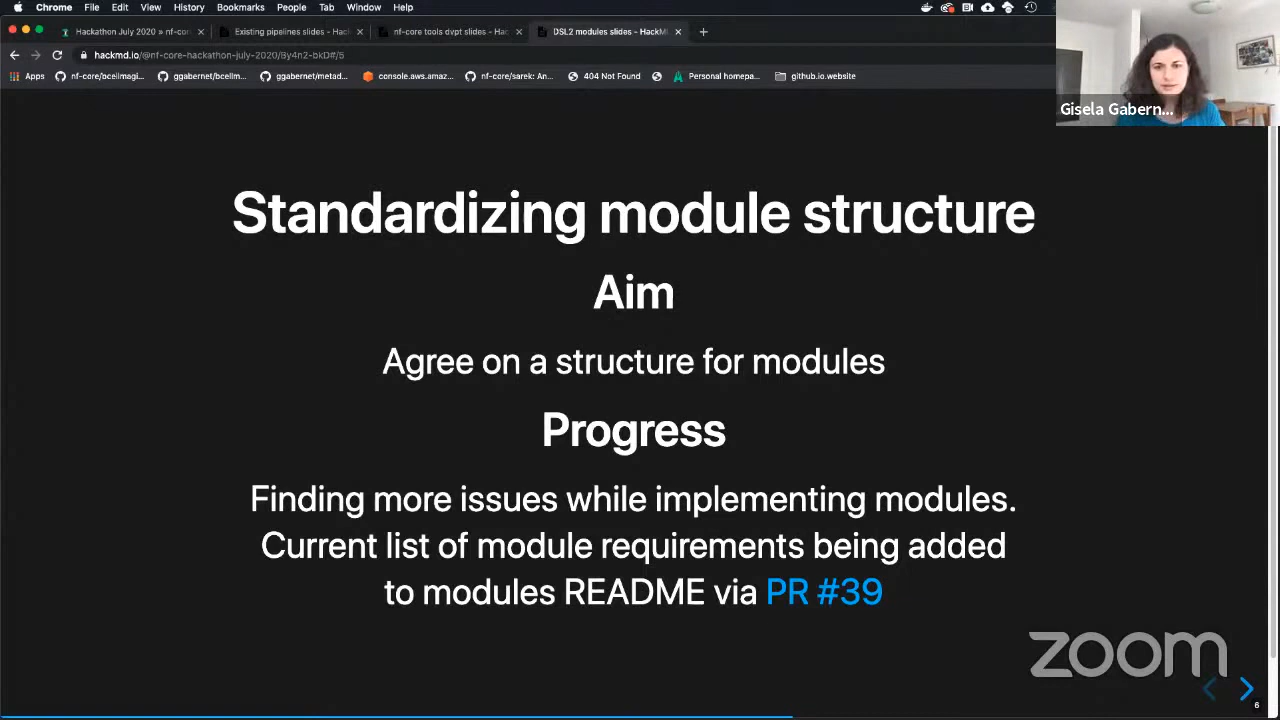 Chrome File Edit View History Bookmarks People Tab Window Help
Hackathon July 2020 » nf-cor
Existing pipelines slides - Hack
nf-core tools dvpt slides - Hac
DSL2 modules slides - HackM
hackmd.io/@nf-core-hackathon-july-2020/By4n2-bkD#/5
Apps nf-core/bcellmagi... ggabernet/bcellm... ggabernet/metad... console.aws.amaz... nf-core/sarek: An... 404 Not Found Personal homepa... github.io.website
Gisela Gabern...
Standardizing module structure
Aim
Agree on a structure for modules
Progress
Finding more issues while implementing modules.
Current list of module requirements being added
to modules README via PR #39
zoom
6